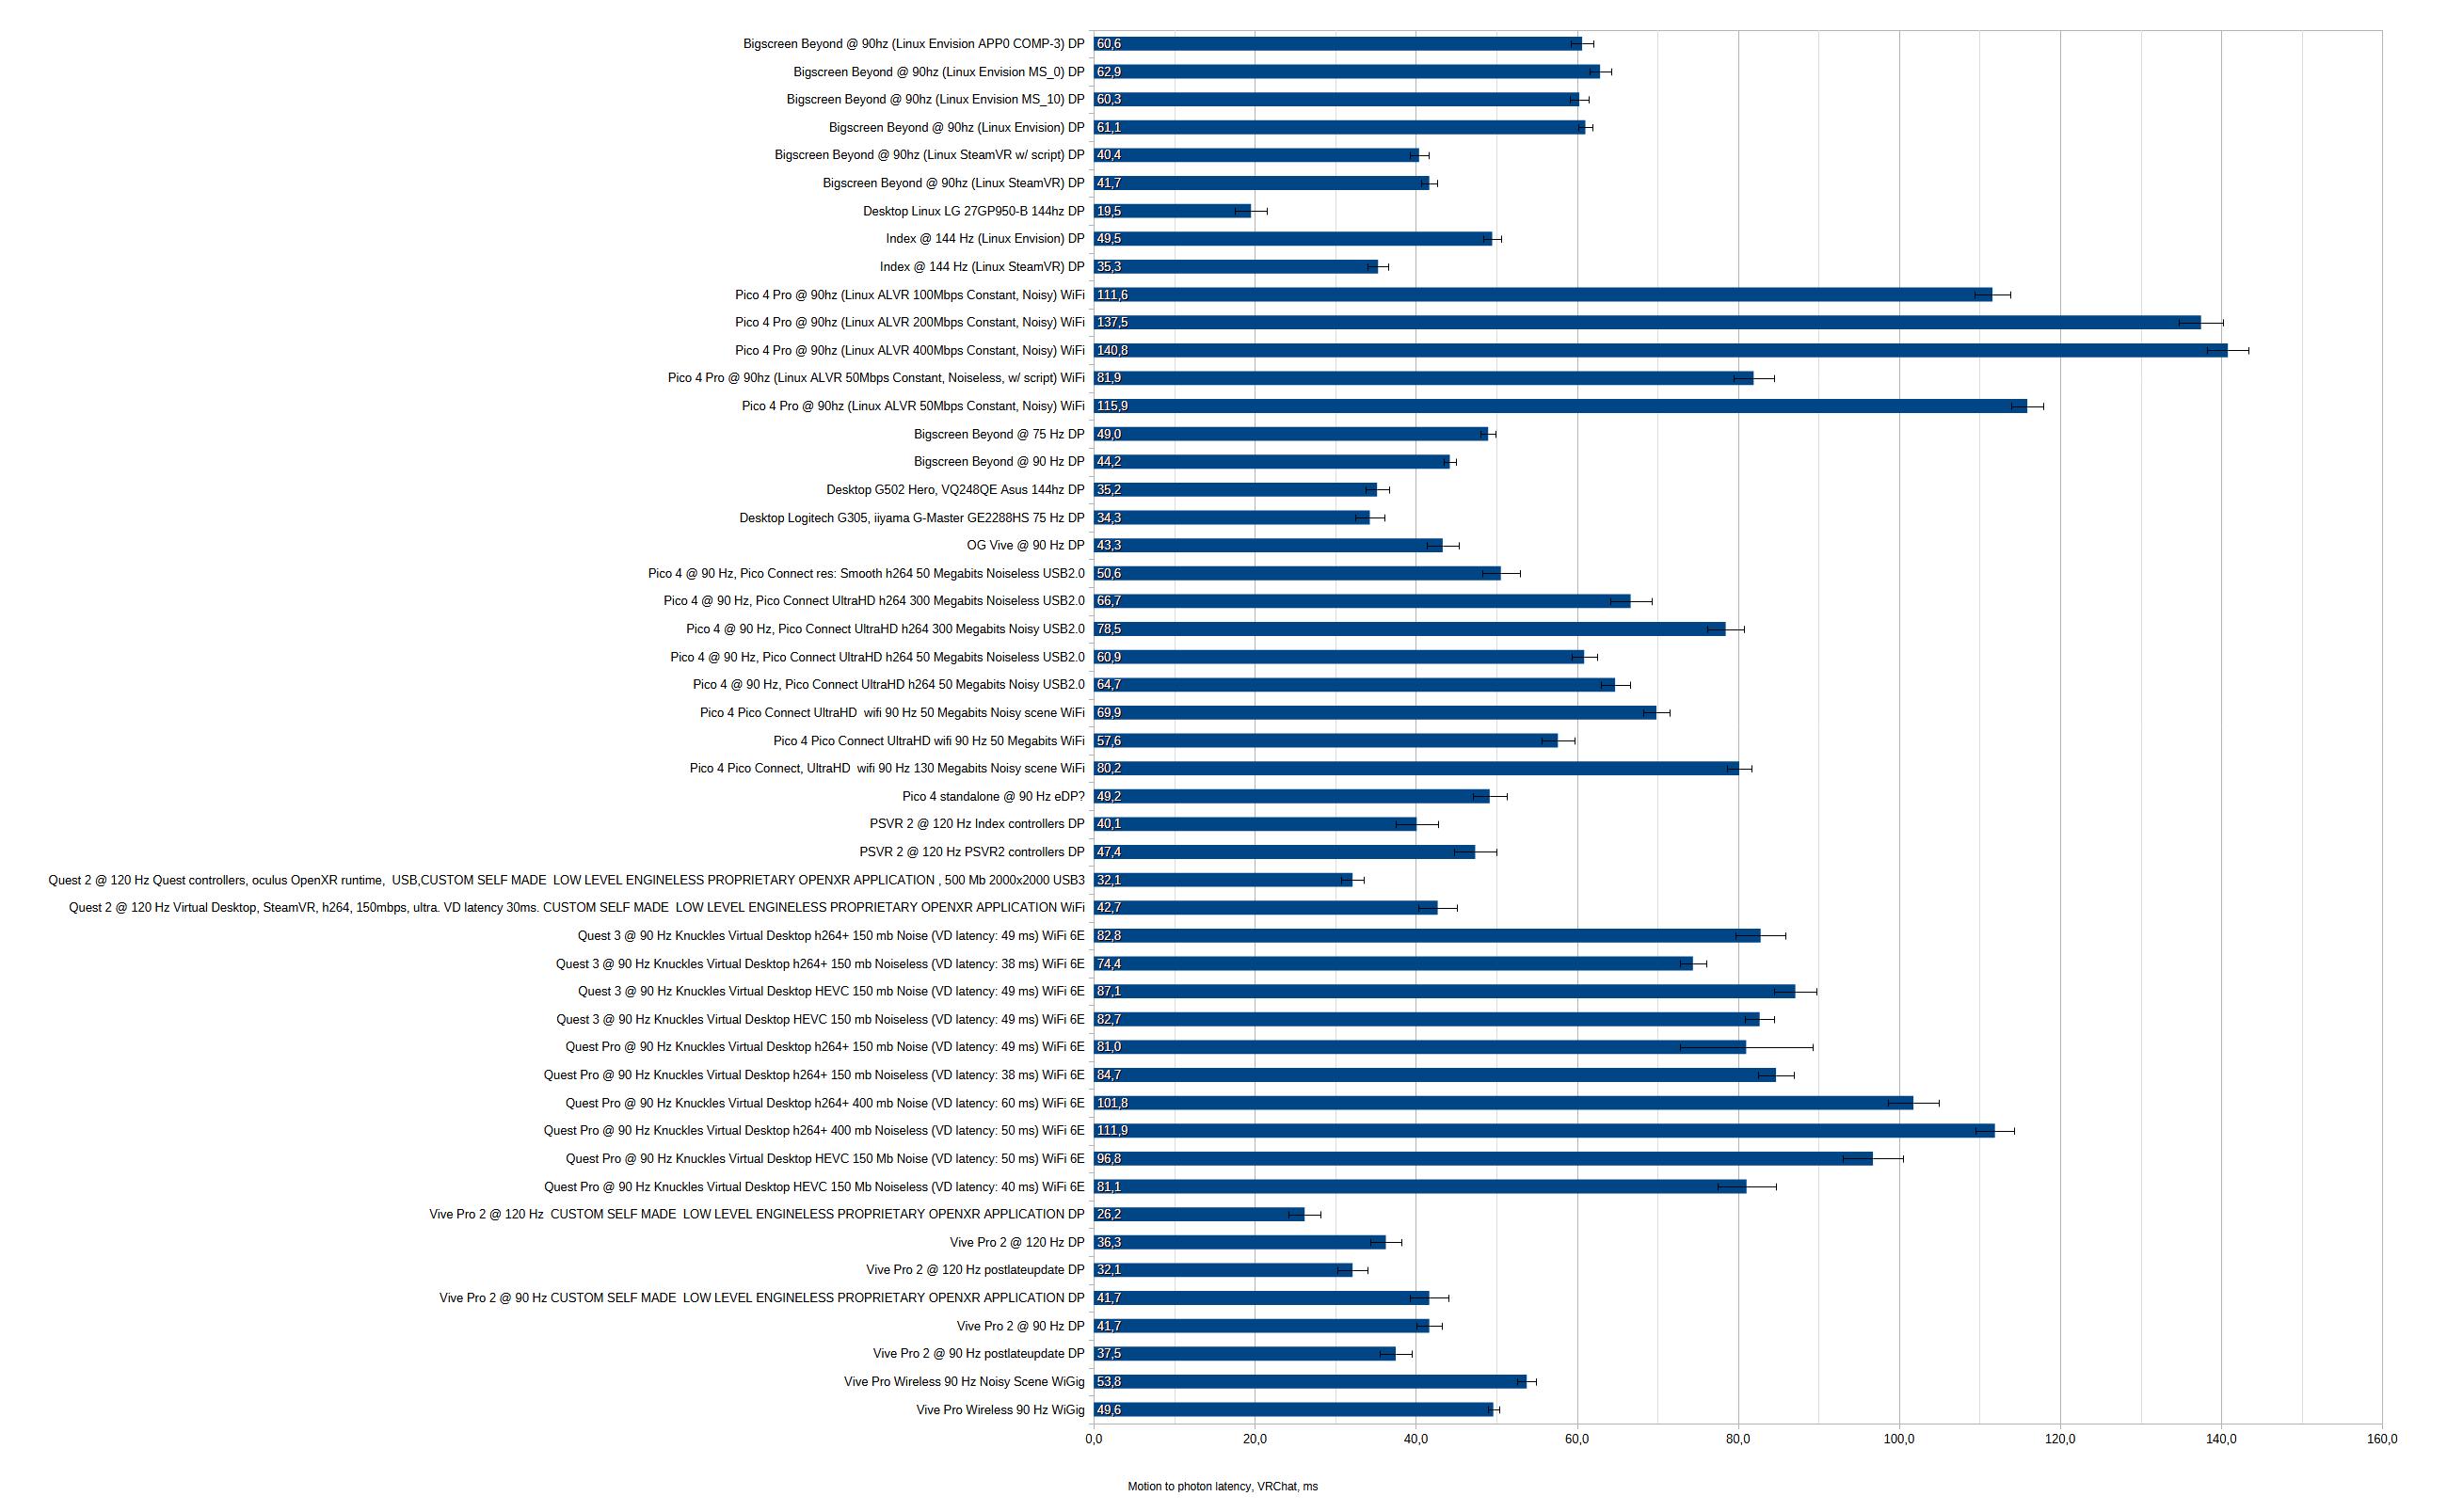 Bigscreen Beyond @ 90hz (Linux Envision APP0 COMP-3) DP 60,6
Bigscreen Beyond @ 90hz (Linux Envision MS_0) DP 62,9
Bigscreen Beyond @ 90hz (Linux Envision MS_10) DP 60,3
Bigscreen Beyond @ 90hz (Linux Envision) DP 61,1
Bigscreen Beyond @ 90hz (Linux SteamVR w/ script) DP 40,4
Bigscreen Beyond @ 90hz (Linux SteamVR) DP 41,7
Desktop Linux LG 27GP950-B 144hz DP 19,5
Index @ 144 Hz (Linux Envision) DP 49,5
Index @ 144 Hz (Linux SteamVR) DP 35,3
Pico 4 Pro @ 90hz (Linux ALVR 100Mbps Constant, Noisy) WiFi 111,6
Pico 4 Pro @ 90hz (Linux ALVR 200Mbps Constant, Noisy) WiFi 137,5
Pico 4 Pro @ 90hz (Linux ALVR 400Mbps Constant, Noisy) WiFi 140,8
Pico 4 Pro @ 90hz (Linux ALVR 50Mbps Constant, Noiseless, w/ script) WiFi 81,9
Pico 4 Pro @ 90hz (Linux ALVR 50Mbps Constant, Noisy) WiFi 115,9
Bigscreen Beyond @ 75 Hz DP 49,0
Bigscreen Beyond @ 90 Hz DP 44,2
Desktop G502 Hero, VQ248QE Asus 144hz DP 35,2
Desktop Logitech G305, iiyama G-Master GE2288HS 75 Hz DP 34,3
OG Vive @ 90 Hz DP 43,3
Pico 4 @ 90 Hz, Pico Connect res: Smooth h264 50 Megabits Noiseless USB2.0 50,6
Pico 4 @ 90 Hz, Pico Connect UltraHD h264 300 Megabits Noiseless USB2.0 66,7
Pico 4 @ 90 Hz, Pico Connect UltraHD h264 300 Megabits Noisy USB2.0 78,5
Pico 4 @ 90 Hz, Pico Connect UltraHD h264 50 Megabits Noiseless USB2.0 60,9
Pico 4 @ 90 Hz, Pico Connect UltraHD h264 50 Megabits Noisy USB2.0 64,7
Pico 4 Pico Connect UltraHD  wifi 90 Hz 50 Megabits Noisy scene WiFi 69,9
Pico 4 Pico Connect UltraHD wifi 90 Hz 50 Megabits WiFi 57,6
Pico 4 Pico Connect, UltraHD  wifi 90 Hz 130 Megabits Noisy scene WiFi 80,2
Pico 4 standalone @ 90 Hz eDP? 49,2
PSVR 2 @ 120 Hz Index controllers DP 40,1
PSVR 2 @ 120 Hz PSVR2 controllers DP 47,4
Quest 2 @ 120 Hz Quest controllers, oculus OpenXR runtime,  USB,CUSTOM SELF MADE  LOW LEVEL ENGINELESS PROPRIETARY OPENXR APPLICATION , 500 Mb 2000x2000 USB3 32,1
Quest 2 @ 120 Hz Virtual Desktop, SteamVR, h264, 150mbps, ultra. VD latency 30ms. CUSTOM SELF MADE  LOW LEVEL ENGINELESS PROPRIETARY OPENXR APPLICATION WiFi 42,7
Quest 3 @ 90 Hz Knuckles Virtual Desktop h264+ 150 mb Noise (VD latency: 49 ms) WiFi 6E 82,8
Quest 3 @ 90 Hz Knuckles Virtual Desktop h264+ 150 mb Noiseless (VD latency: 38 ms) WiFi 6E 74,4
Quest 3 @ 90 Hz Knuckles Virtual Desktop HEVC 150 mb Noise (VD latency: 49 ms) WiFi 6E 87,1
Quest 3 @ 90 Hz Knuckles Virtual Desktop HEVC 150 mb Noiseless (VD latency: 49 ms) WiFi 6E 82,7
Quest Pro @ 90 Hz Knuckles Virtual Desktop h264+ 150 mb Noise (VD latency: 49 ms) WiFi 6E 81,0
Quest Pro @ 90 Hz Knuckles Virtual Desktop h264+ 150 mb Noiseless (VD latency: 38 ms) WiFi 6E 84,7
Quest Pro @ 90 Hz Knuckles Virtual Desktop h264+ 400 mb Noise (VD latency: 60 ms) WiFi 6E 101,8
Quest Pro @ 90 Hz Knuckles Virtual Desktop h264+ 400 mb Noiseless (VD latency: 50 ms) WiFi 6E 111,9
Quest Pro @ 90 Hz Knuckles Virtual Desktop HEVC 150 Mb Noise (VD latency: 50 ms) WiFi 6E 96,8
Quest Pro @ 90 Hz Knuckles Virtual Desktop HEVC 150 Mb Noiseless (VD latency: 40 ms) WiFi 6E 81,1
Vive Pro 2 @ 120 Hz  CUSTOM SELF MADE  LOW LEVEL ENGINELESS PROPRIETARY OPENXR APPLICATION DP 26,2
Vive Pro 2 @ 120 Hz DP 36,3
Vive Pro 2 @ 120 Hz postlateupdate DP 32,1
Vive Pro 2 @ 90 Hz CUSTOM SELF MADE  LOW LEVEL ENGINELESS PROPRIETARY OPENXR APPLICATION DP 41,7
Vive Pro 2 @ 90 Hz DP 41,7
Vive Pro 2 @ 90 Hz postlateupdate DP 37,5
Vive Pro Wireless 90 Hz Noisy Scene WiGig 53,8
Vive Pro Wireless 90 Hz WiGig 49,6
0,0 20,0 40,0 60,0 80,0 100,0 120,0 140,0 160,0
Motion to photon latency, VRChat, ms